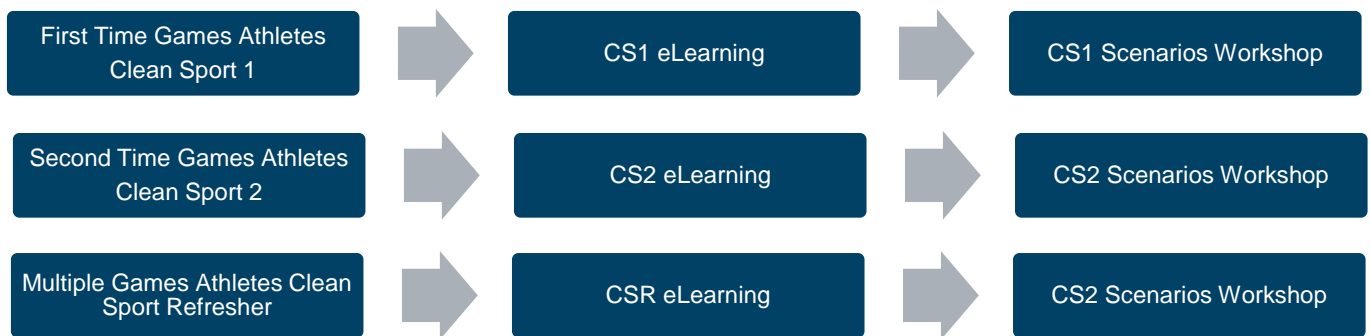 First Time Games Athletes
Clean Sport 1
CS1 eLearning
CS1 Scenarios Workshop
Second Time Games Athletes
Clean Sport 2
CS2 eLearning
CS2 Scenarios Workshop
Multiple Games Athletes Clean
Sport Refresher
CSR eLearning
CS2 Scenarios Workshop